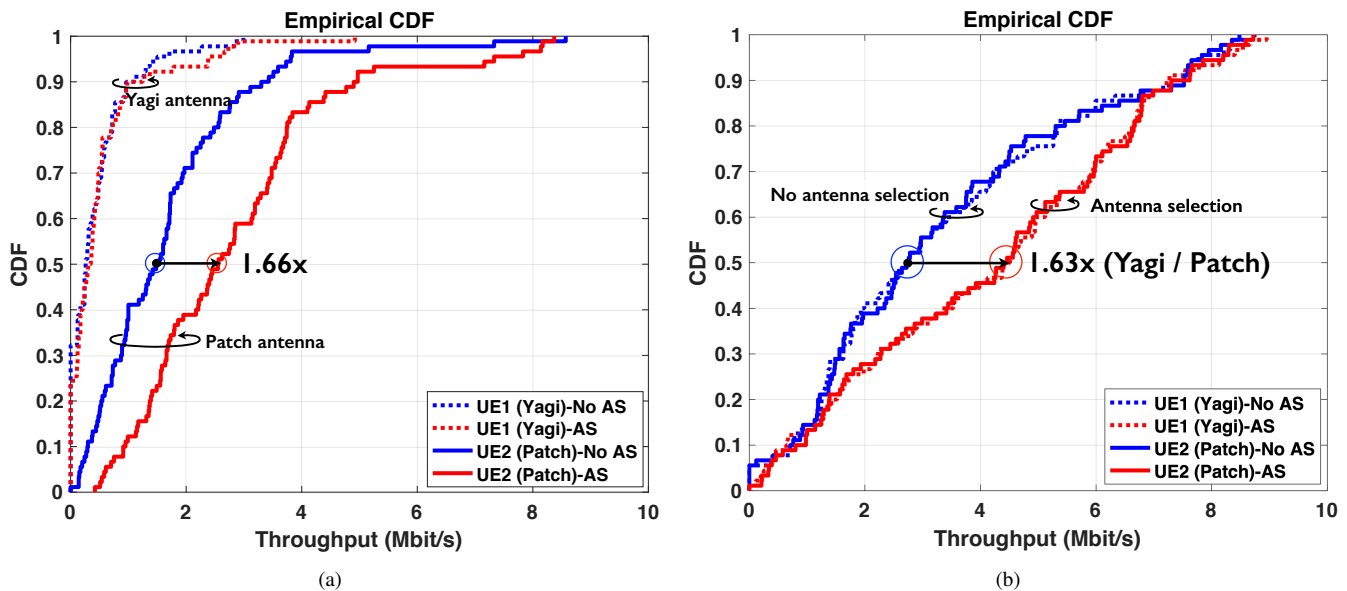 Empirical CDF
1
0.9
0.8
0.7
0.6
0.5
0.4
0.3
0.2
0.1
0
CDF
Yagi antenna
1.66x
Patch antenna
UE1 (Yagi)-No AS
UE1 (Yagi)-AS
UE2 (Patch)-No AS
UE2 (Patch)-AS
0 2 4 6 8 10
Throughput (Mbit/s)
(a)
Empirical CDF
1
0.9
0.8
0.7
0.6
0.5
0.4
0.3
0.2
0.1
0
CDF
No antenna selection
Antenna selection
1.63x (Yagi / Patch)
UE1 (Yagi)-No AS
UE1 (Yagi)-AS
UE2 (Patch)-No AS
UE2 (Patch)-AS
0 2 4 6 8 10
Throughput (Mbit/s)
(b)